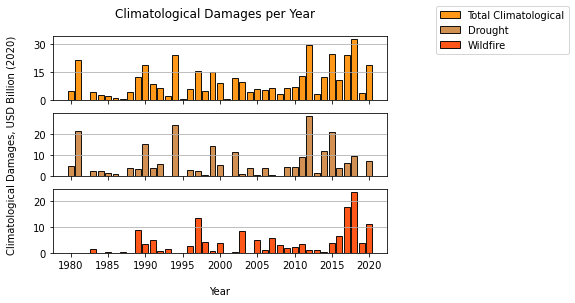 Climatological Damages per Year
Total Climatological
Drought
Wildfire
Climatological Damages, USD Billion (2020)
30
15
0
20
10
0
20
10
0
1980 1985 1990 1995 2000 2005 2010 2015 2020
Year